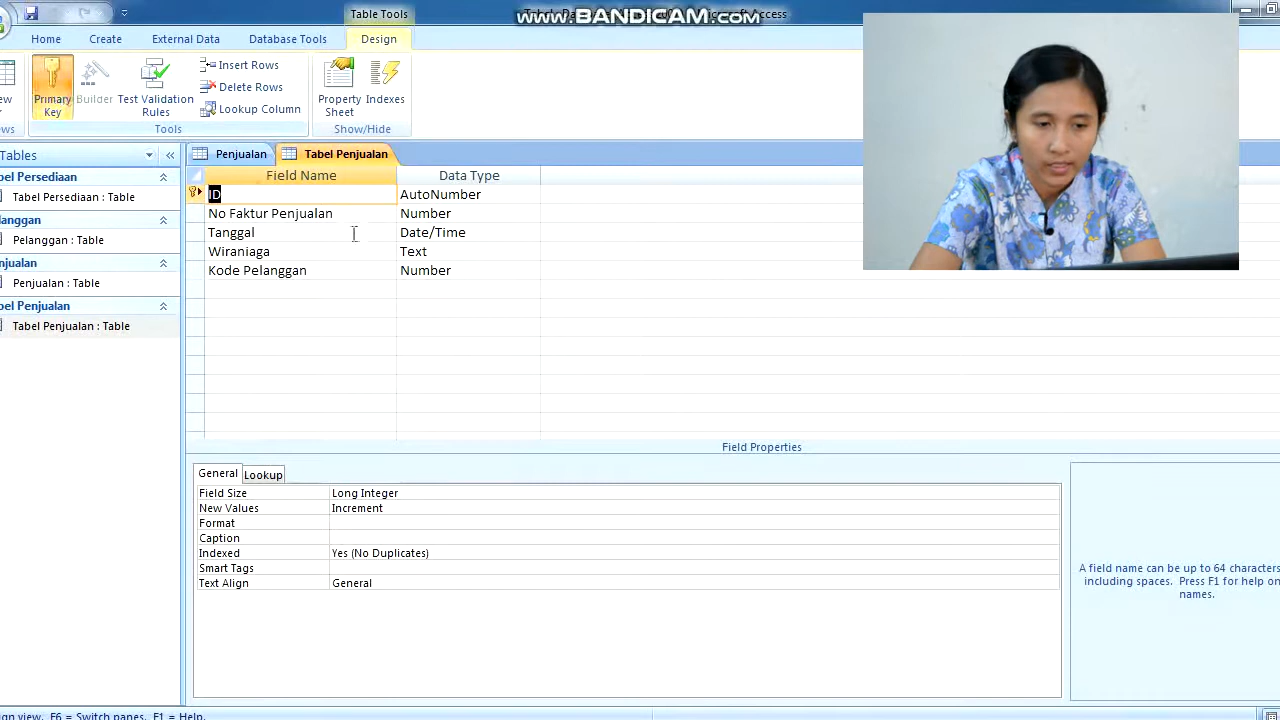 Table Tools
www.BANDICAM.com
Access
Home
Create
External Data
Database Tools
Design
Primary
Key
Builder
Test Validation
Rules
Insert Rows
Delete Rows
Lookup Column
Property
Sheet
Indexes
Tools
Show/Hide
Tables
Tabel Persediaan
Tabel Persediaan : Table
Pelanggan : Table
Penjualan : Table
Tabel Penjualan : Table
Penjualan
Tabel Penjualan
Field Name
Data Type
ID
AutoNumber
No Faktur Penjualan
Number
Tanggal
Date/Time
Wiraniaga
Text
Kode Pelanggan
Number
Field Properties
General
Lookup
Field Size
Long Integer
New Values
Increment
Format
Caption
Indexed
Yes (No Duplicates)
Smart Tags
Text Align
General
A field name can be up to 64 characters
including spaces. Press F1 for help on
names.
view. F6 = Switch panes. F1 = Help.